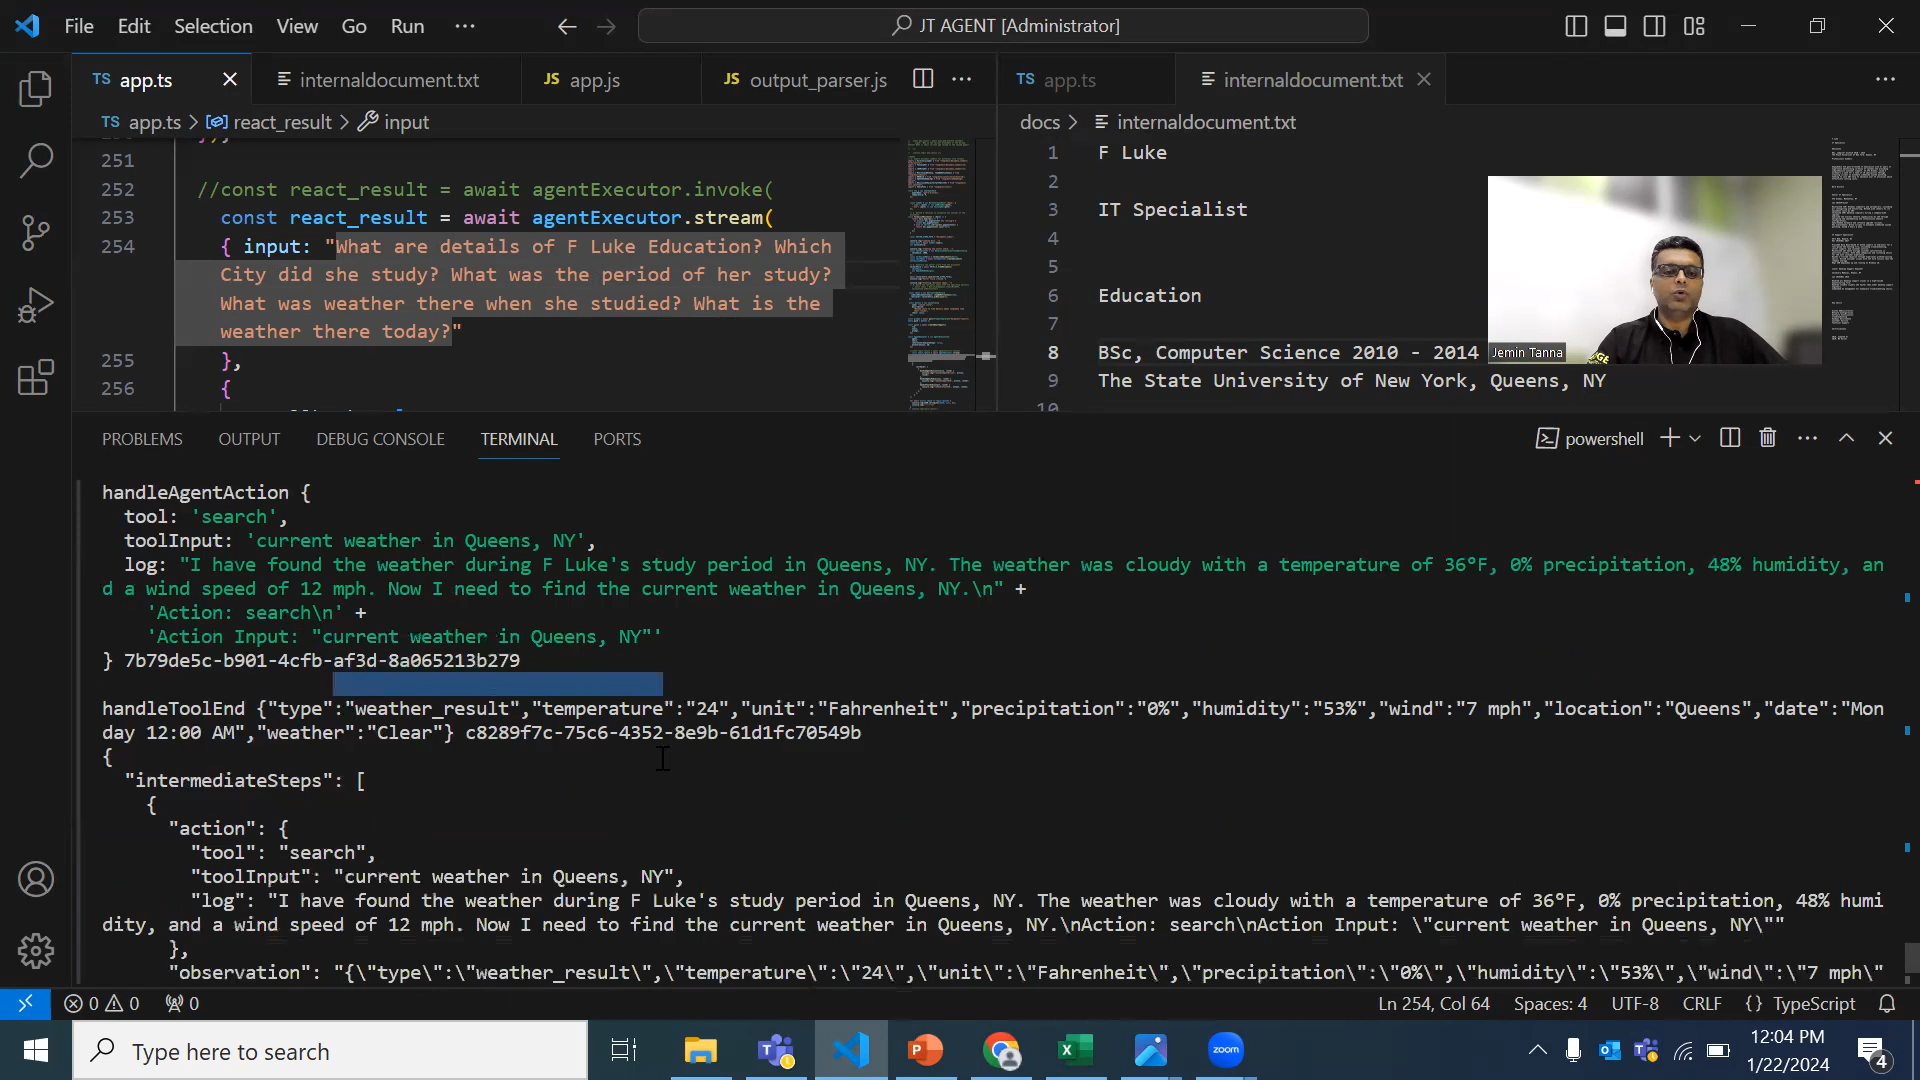 File Edit Selection View Go Run ··· JT AGENT [Administrator]
TS app.ts internaldocument.txt JS app.js JS output_parser.js ··· TS app.ts internaldocument.txt ···
TS app.ts > react_result > input
docs > internaldocument.txt
251
252 //const react_result = await agentExecutor.invoke(
253 const react_result = await agentExecutor.stream(
254 { input: "What are details of F Luke Education? Which
City did she study? What was the period of her study?
What was weather there when she studied? What is the
weather there today?"
255 },
256 {
1 F Luke
2
3 IT Specialist
4
5
6 Education
7
8 BSc, Computer Science 2010 - 2014
9 The State University of New York, Queens, NY
10
Jemin Tanna
PROBLEMS OUTPUT DEBUG CONSOLE TERMINAL PORTS powershell
handleAgentAction {
tool: 'search',
toolInput: 'current weather in Queens, NY',
log: "I have found the weather during F Luke's study period in Queens, NY. The weather was cloudy with a temperature of 36°F, 0% precipitation, 48% humidity, an
d a wind speed of 12 mph. Now I need to find the current weather in Queens, NY.\n" +
'Action: search\n' +
'Action Input: "current weather in Queens, NY"'
} 7b79de5c-b901-4cfb-af3d-8a065213b279
handleToolEnd {"type":"weather_result","temperature":"24","unit":"Fahrenheit","precipitation":"0%","humidity":"53%","wind":"7 mph","location":"Queens","date":"Mon
day 12:00 AM","weather":"Clear"} c8289f7c-75c6-4352-8e9b-61d1fc70549b
{
"intermediateSteps": [
{
"action": {
"tool": "search",
"toolInput": "current weather in Queens, NY",
"log": "I have found the weather during F Luke's study period in Queens, NY. The weather was cloudy with a temperature of 36°F, 0% precipitation, 48% humi
dity, and a wind speed of 12 mph. Now I need to find the current weather in Queens, NY.\nAction: search\nAction Input: \"current weather in Queens, NY\""
},
"observation": "{\"type\":\"weather_result\",\"temperature\":\"24\",\"unit\":\"Fahrenheit\",\"precipitation\":\"0%\",\"humidity\":\"53%\",\"wind\":\"7 mph\"
0 0 0 Ln 254, Col 64 Spaces: 4 UTF-8 CRLF {} TypeScript
Type here to search
zoom
12:04 PM
1/22/2024
4